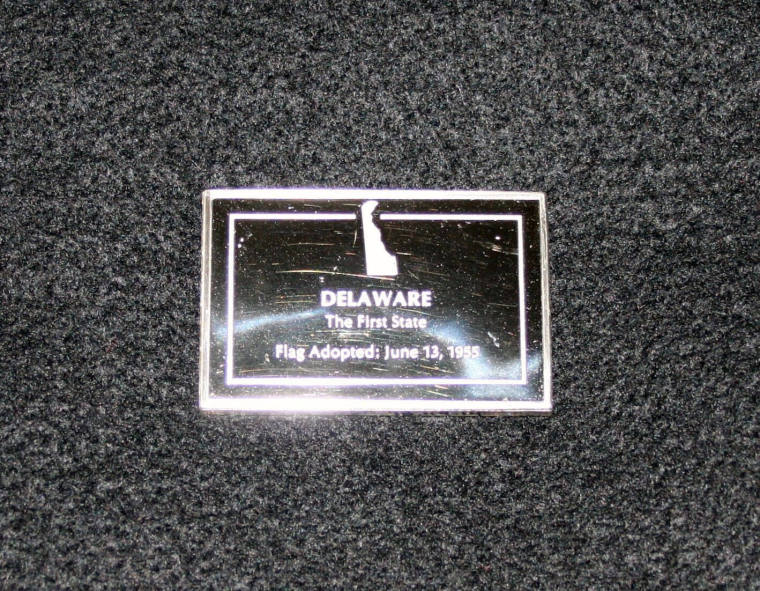 DELAWARE
The First State
Flag Adopted: June 13, 1955